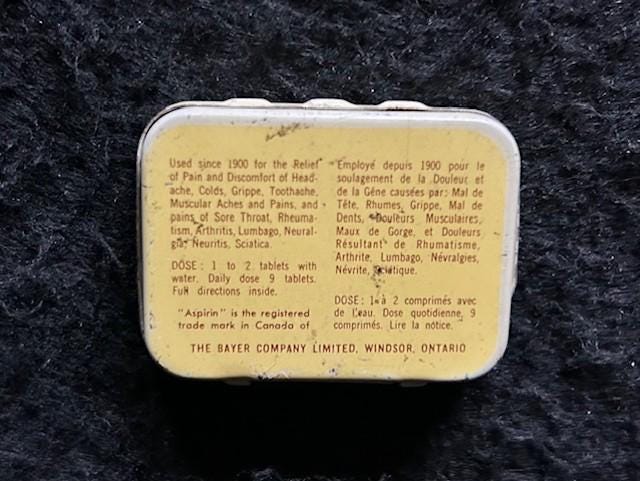 Used since 1900 for the Relief
of Pain and Discomfort of Head-
ache, Colds, Grippe, Toothache,
Muscular Aches and Pains, and
pains of Sore Throat, Rheuma-
tism, Arthritis, Lumbago, Neural-
gia, Neuritis, Sciatica.
DOSE: 1 to 2 tablets with
water. Daily dose 9 tablets.
Full directions inside.
"Aspirin" is the registered
trade mark in Canada of
Employé depuis 1900 pour le
soulagement de la Douleur et
de la Gêne causées par: Mal de
Tête, Rhumes, Grippe, Mal de
Dents, Douleurs Musculaires,
Maux de Gorge, et Douleurs
Résultant de Rhumatisme,
Arthrite, Lumbago, Névralgies,
Névrite, Sciatique.
DOSE: 1 à 2 comprimés avec
de l'eau. Dose quotidienne, 9
comprimés. Lire la notice.
THE BAYER COMPANY LIMITED, WINDSOR, ONTARIO